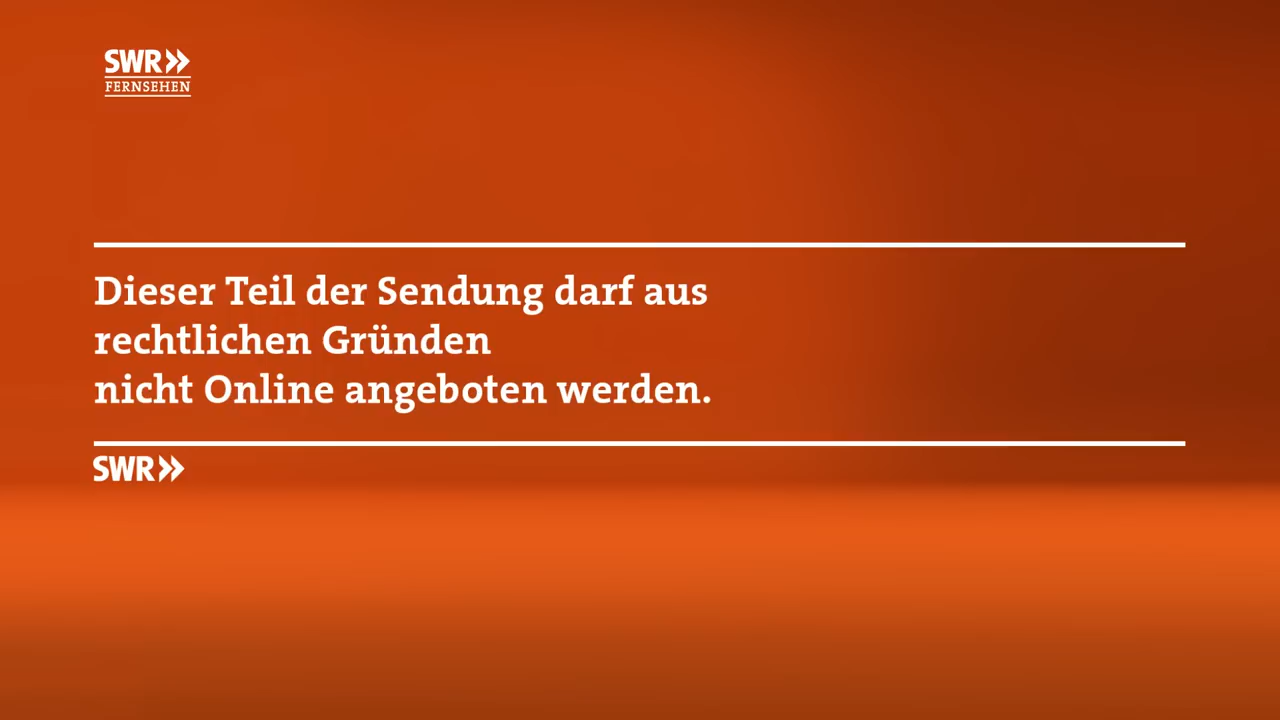 SWR
FERNSEHEN
Dieser Teil der Sendung darf aus
rechtlichen Gründen
nicht Online angeboten werden.
SWR